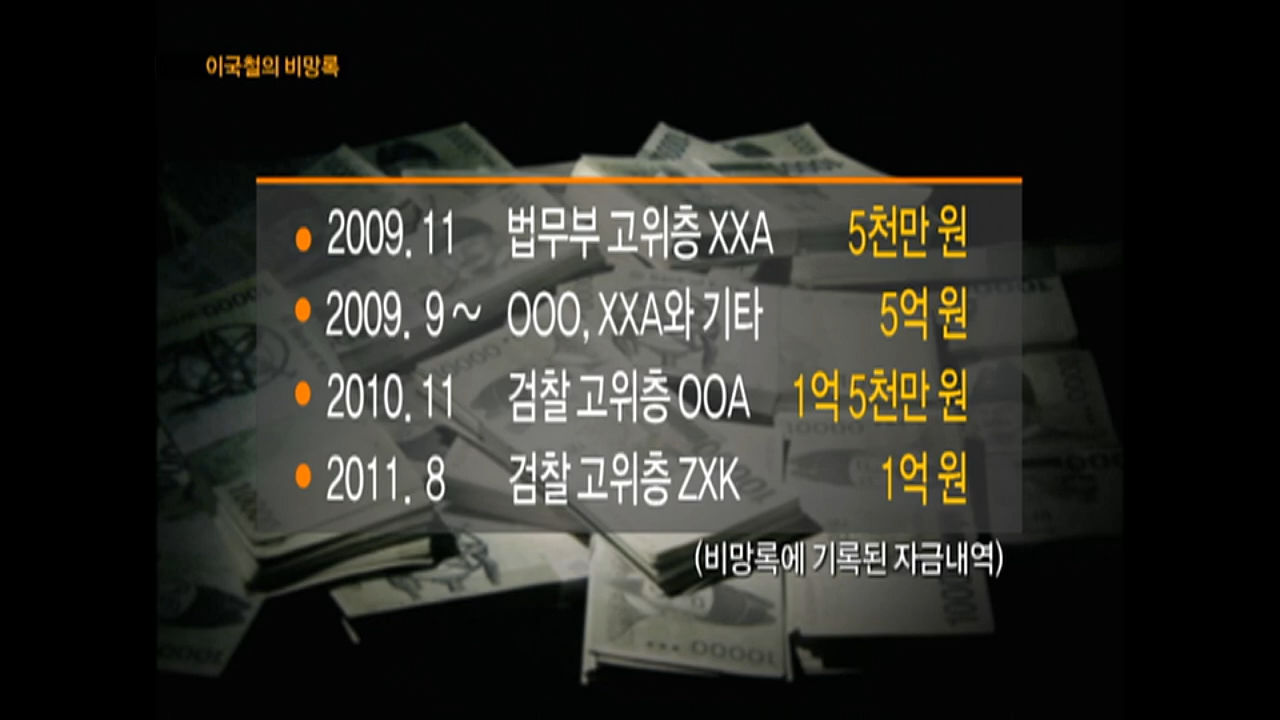 이국철의 비망록
• 2009. 11 법무부 고위층 XXA 5천만 원
• 2009. 9~ OOO, XXA와 기타 5억 원
• 2010. 11 검찰 고위층 OOA 1억 5천만 원
• 2011. 8 검찰 고위층 ZXK 1억 원
(비망록에 기록된 자금내역)
10000